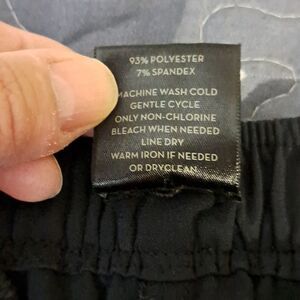 93% POLYESTER
7% SPANDEX
MACHINE WASH COLD
GENTLE CYCLE
ONLY NON-CHLORINE
BLEACH WHEN NEEDED
LINE DRY
WARM IRON IF NEEDED
OR DRYCLEAN